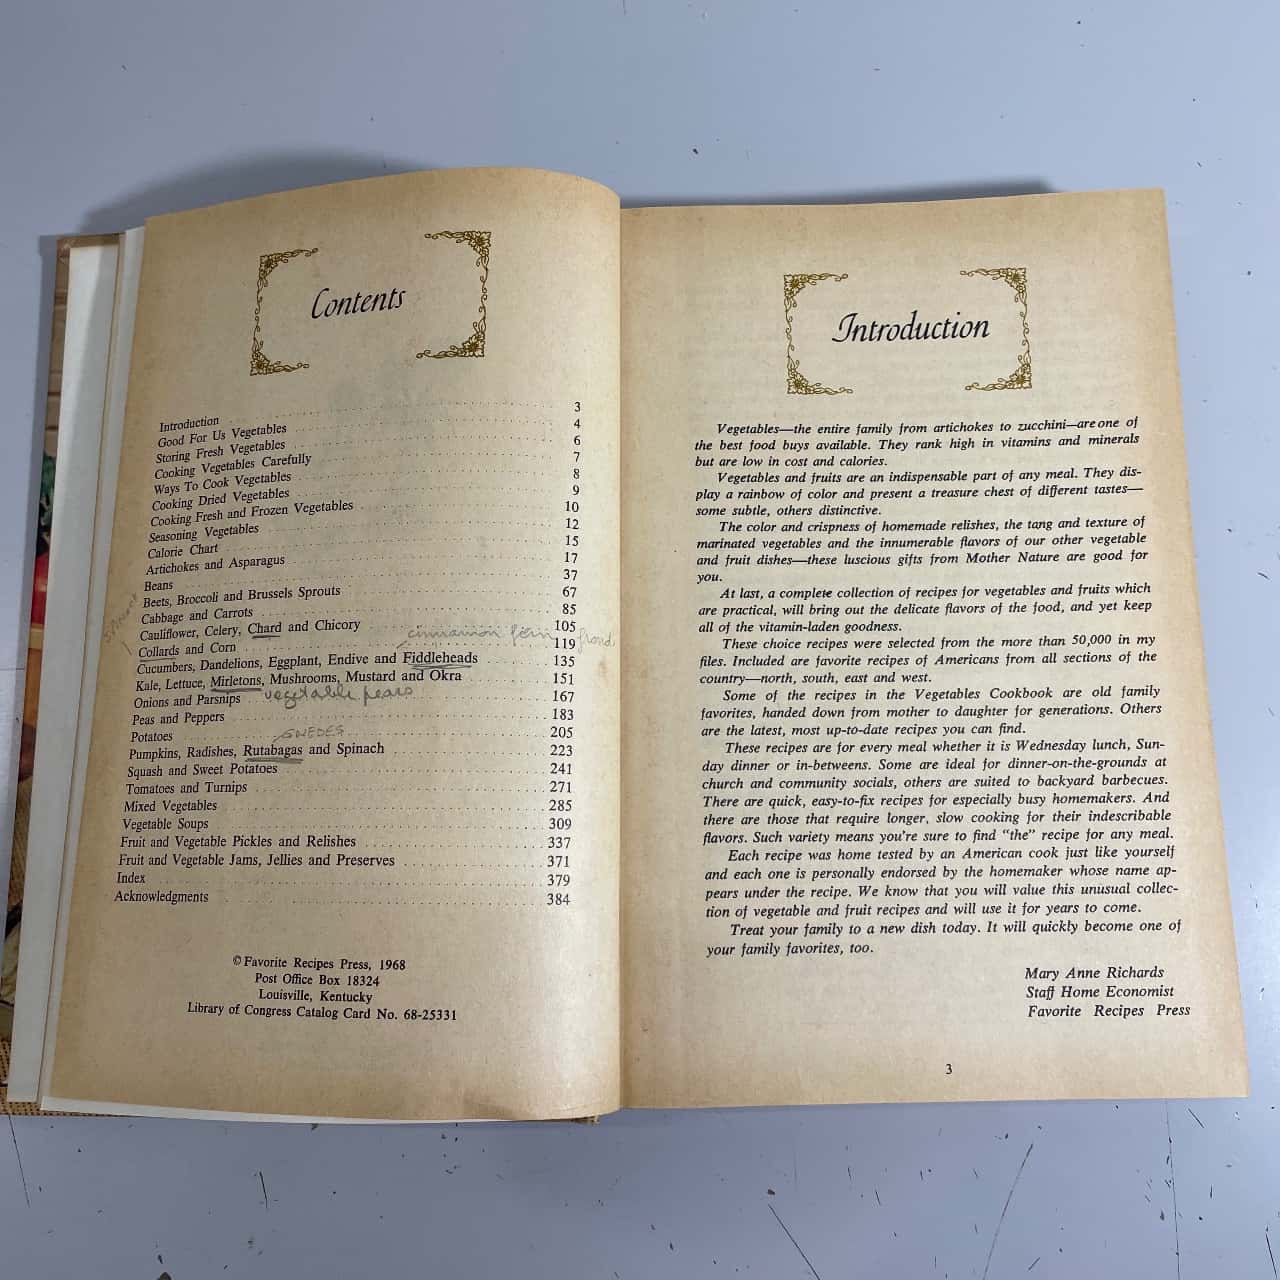 Contents
Introduction 3
Good For Us Vegetables 4
Storing Fresh Vegetables 6
Cooking Vegetables Carefully 7
Ways To Cook Vegetables 8
Cooking Dried Vegetables 9
Cooking Fresh and Frozen Vegetables 10
Seasoning Vegetables 12
Calorie Chart 15
Artichokes and Asparagus 17
Beans 37
Beets, Broccoli and Brussels Sprouts 67
Cabbage and Carrots 85
Cauliflower, Celery, Chard and Chicory 105
cinnamon fern frond
Collards and Corn 119
Cucumbers, Dandelions, Eggplant, Endive and Fiddleheads 135
Kale, Lettuce, Mirletons, Mushrooms, Mustard and Okra 151
vegetable pears
Onions and Parsnips 167
Peas and Peppers 183
Potatoes 205
SWEDES
Pumpkins, Radishes, Rutabagas and Spinach 223
Squash and Sweet Potatoes 241
Tomatoes and Turnips 271
Mixed Vegetables 285
Vegetable Soups 309
Fruit and Vegetable Pickles and Relishes 337
Fruit and Vegetable Jams, Jellies and Preserves 371
Index 379
Acknowledgments 384
© Favorite Recipes Press, 1968
Post Office Box 18324
Louisville, Kentucky
Library of Congress Catalog Card No. 68-25331
Introduction
Vegetables—the entire family from artichokes to zucchini—are one of
the best food buys available. They rank high in vitamins and minerals
but are low in cost and calories.
Vegetables and fruits are an indispensable part of any meal. They dis-
play a rainbow of color and present a treasure chest of different tastes—
some subtle, others distinctive.
The color and crispness of homemade relishes, the tang and texture of
marinated vegetables and the innumerable flavors of our other vegetable
and fruit dishes—these luscious gifts from Mother Nature are good for
you.
At last, a complete collection of recipes for vegetables and fruits which
are practical, will bring out the delicate flavors of the food, and yet keep
all of the vitamin-laden goodness.
These choice recipes were selected from the more than 50,000 in my
files. Included are favorite recipes of Americans from all sections of the
country—north, south, east and west.
Some of the recipes in the Vegetables Cookbook are old family
favorites, handed down from mother to daughter for generations. Others
are the latest, most up-to-date recipes you can find.
These recipes are for every meal whether it is Wednesday lunch, Sun-
day dinner or in-betweens. Some are ideal for dinner-on-the-grounds at
church and community socials, others are suited to backyard barbecues.
There are quick, easy-to-fix recipes for especially busy homemakers. And
there are those that require longer, slow cooking for their indescribable
flavors. Such variety means you're sure to find "the" recipe for any meal.
Each recipe was home tested by an American cook just like yourself
and each one is personally endorsed by the homemaker whose name ap-
pears under the recipe. We know that you will value this unusual collec-
tion of vegetable and fruit recipes and will use it for years to come.
Treat your family to a new dish today. It will quickly become one of
your family favorites, too.
Mary Anne Richards
Staff Home Economist
Favorite Recipes Press
3